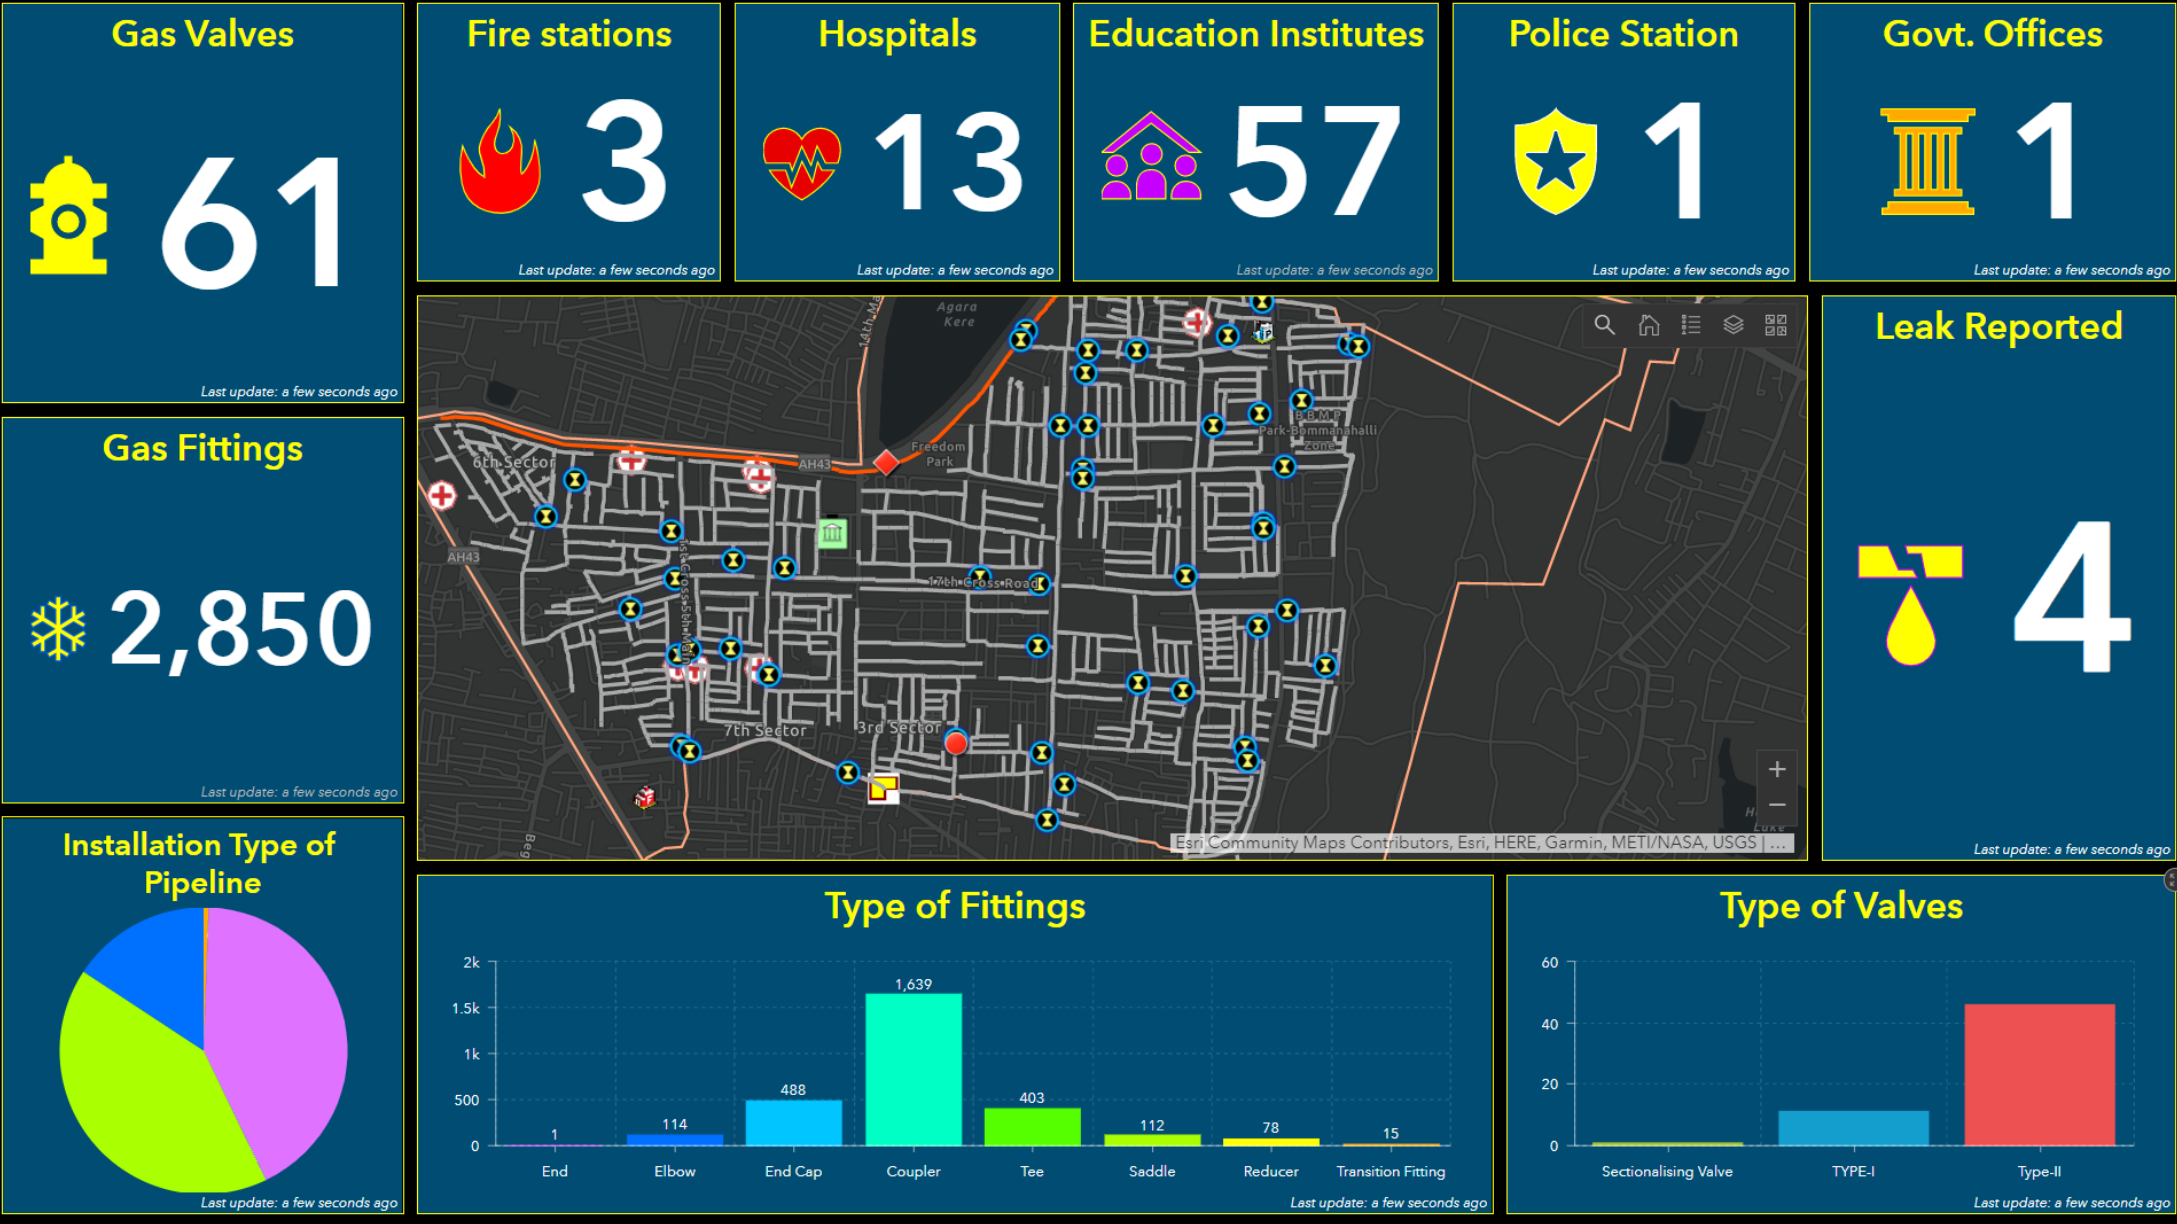 Gas Valves
61
Last update: a few seconds ago
Fire stations
3
Last update: a few seconds ago
Hospitals
13
Last update: a few seconds ago
Education Institutes
57
Last update: a few seconds ago
Police Station
1
Last update: a few seconds ago
Govt. Offices
1
Last update: a few seconds ago
Gas Fittings
2,850
Last update: a few seconds ago
Agara
Kere
14th Ma
Freedom
Park
AH43
6th Sector
AH43
BBMP
Park-Bommanahalli
Zone
17th Cross Road
1st Cross 5th Main
7th Sector
3rd Sector
Beg
Lake
+
−
Esri Community Maps Contributors, Esri, HERE, Garmin, METI/NASA, USGS | ...
Leak Reported
4
Last update: a few seconds ago
Installation Type of
Pipeline
Last update: a few seconds ago
Type of Fittings
2k
1.5k
1k
500
0
1
114
488
1,639
403
112
78
15
End
Elbow
End Cap
Coupler
Tee
Saddle
Reducer
Transition Fitting
Last update: a few seconds ago
Type of Valves
60
40
20
0
Sectionalising Valve
TYPE-I
Type-II
Last update: a few seconds ago